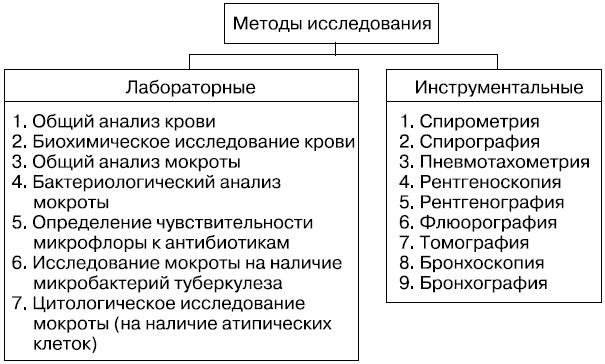 Методы исследования
Лабораторные
1. Общий анализ крови
2. Биохимическое исследование крови
3. Общий анализ мокроты
4. Бактериологический анализ
мокроты
5. Определение чувствительности
микрофлоры к антибиотикам
6. Исследование мокроты на наличие
микробактерий туберкулеза
7. Цитологическое исследование
мокроты (на наличие атипических
клеток)
Инструментальные
1. Спирометрия
2. Спирография
3. Пневмотахометрия
4. Рентгеноскопия
5. Рентгенография
6. Флюорография
7. Томография
8. Бронхоскопия
9. Бронхография